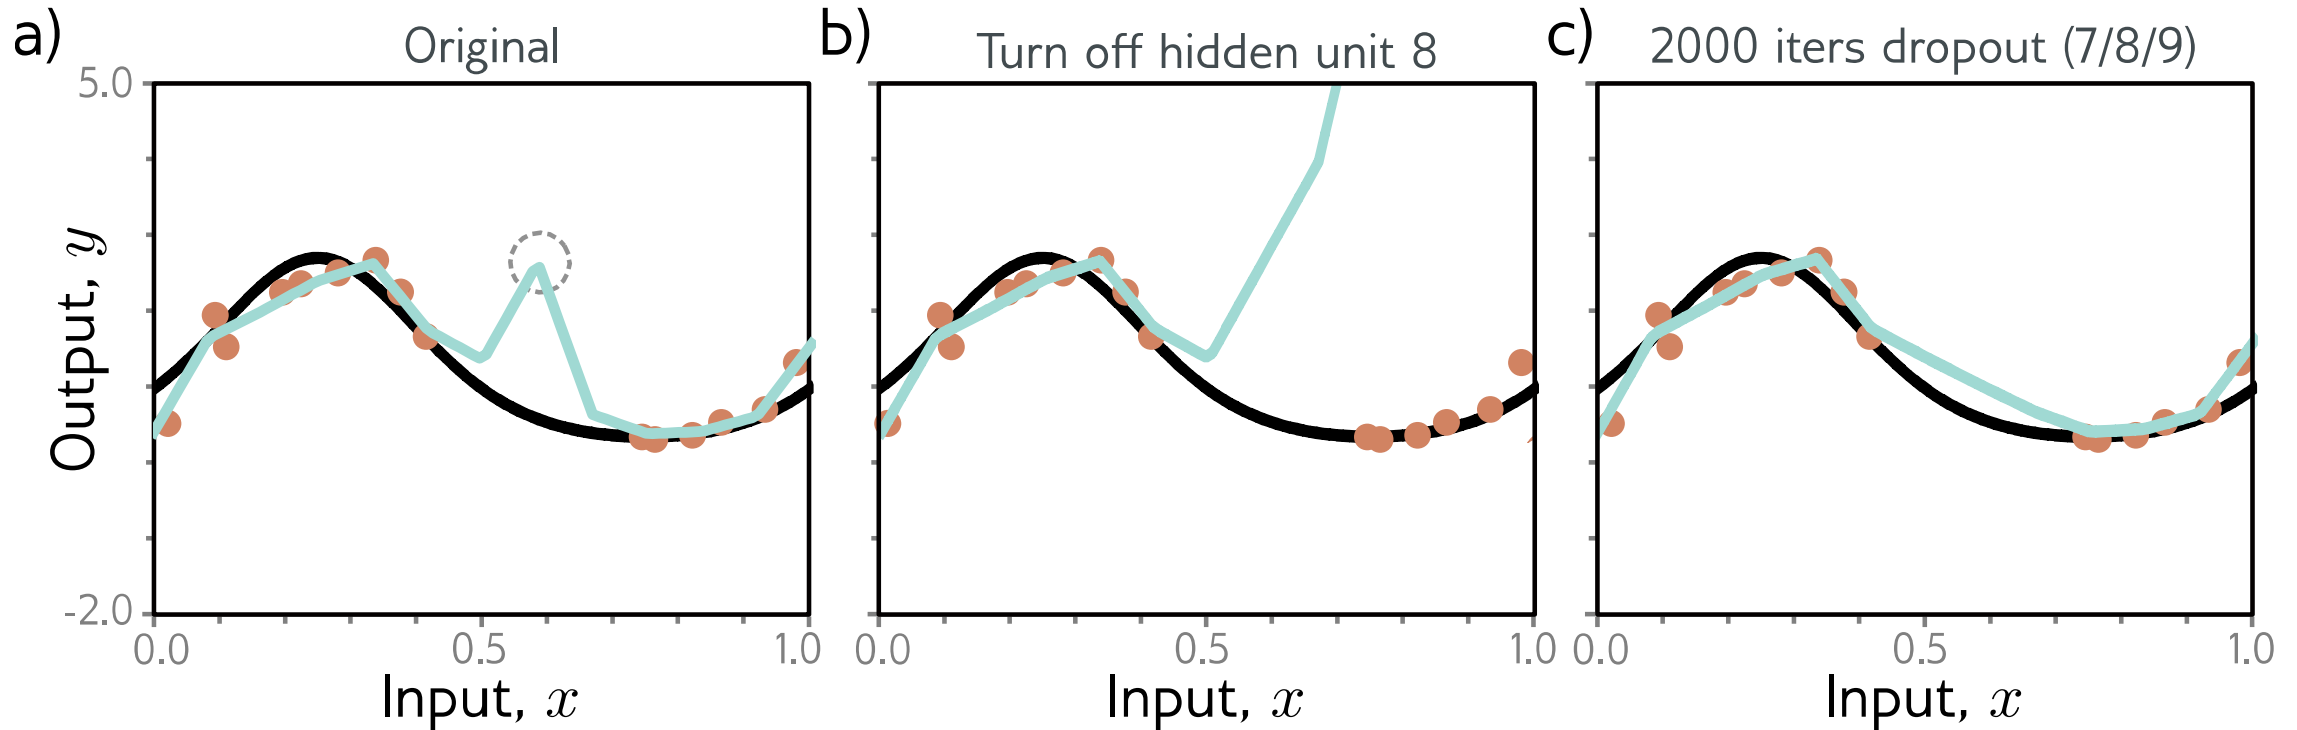 a) Original
b) Turn off hidden unit 8
c) 2000 iters dropout (7/8/9)
5.0
Output, y
-2.0
0.0 0.5 1.0
0.0 0.5 1.0
0.0 0.5 1.0
Input, x
Input, x
Input, x